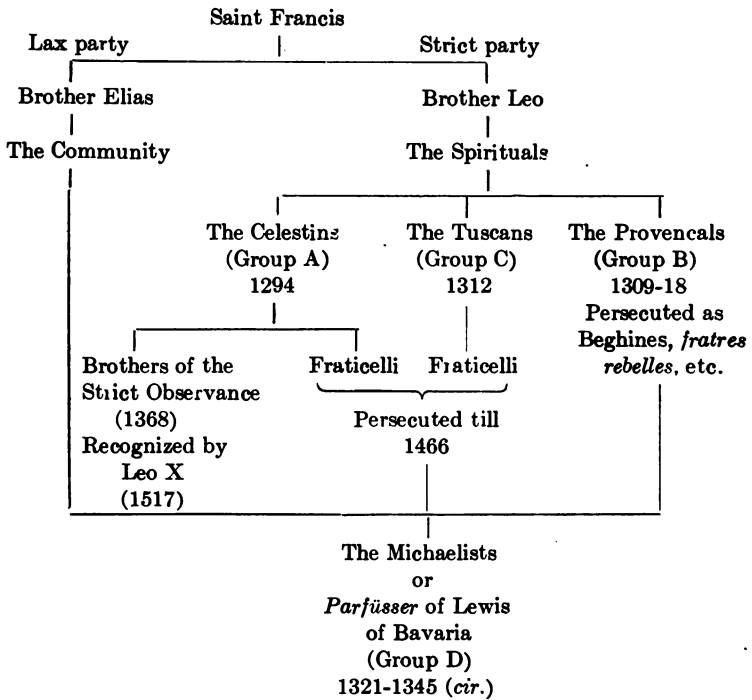 Saint Francis
Lax party
Strict party
Brother Elias
Brother Leo
The Community
The Spirituals
The Celestins
(Group A)
1294
The Tuscans
(Group C)
1312
The Provencals
(Group B)
1309-18
Persecuted as
Beghines, fratres
rebelles, etc.
Brothers of the
Strict Observance
(1368)
Recognized by
Leo X
(1517)
Fraticelli
Fraticelli
Persecuted till
1466
The Michaelists
or
Parfüsser of Lewis
of Bavaria
(Group D)
1321-1345 (cir.)